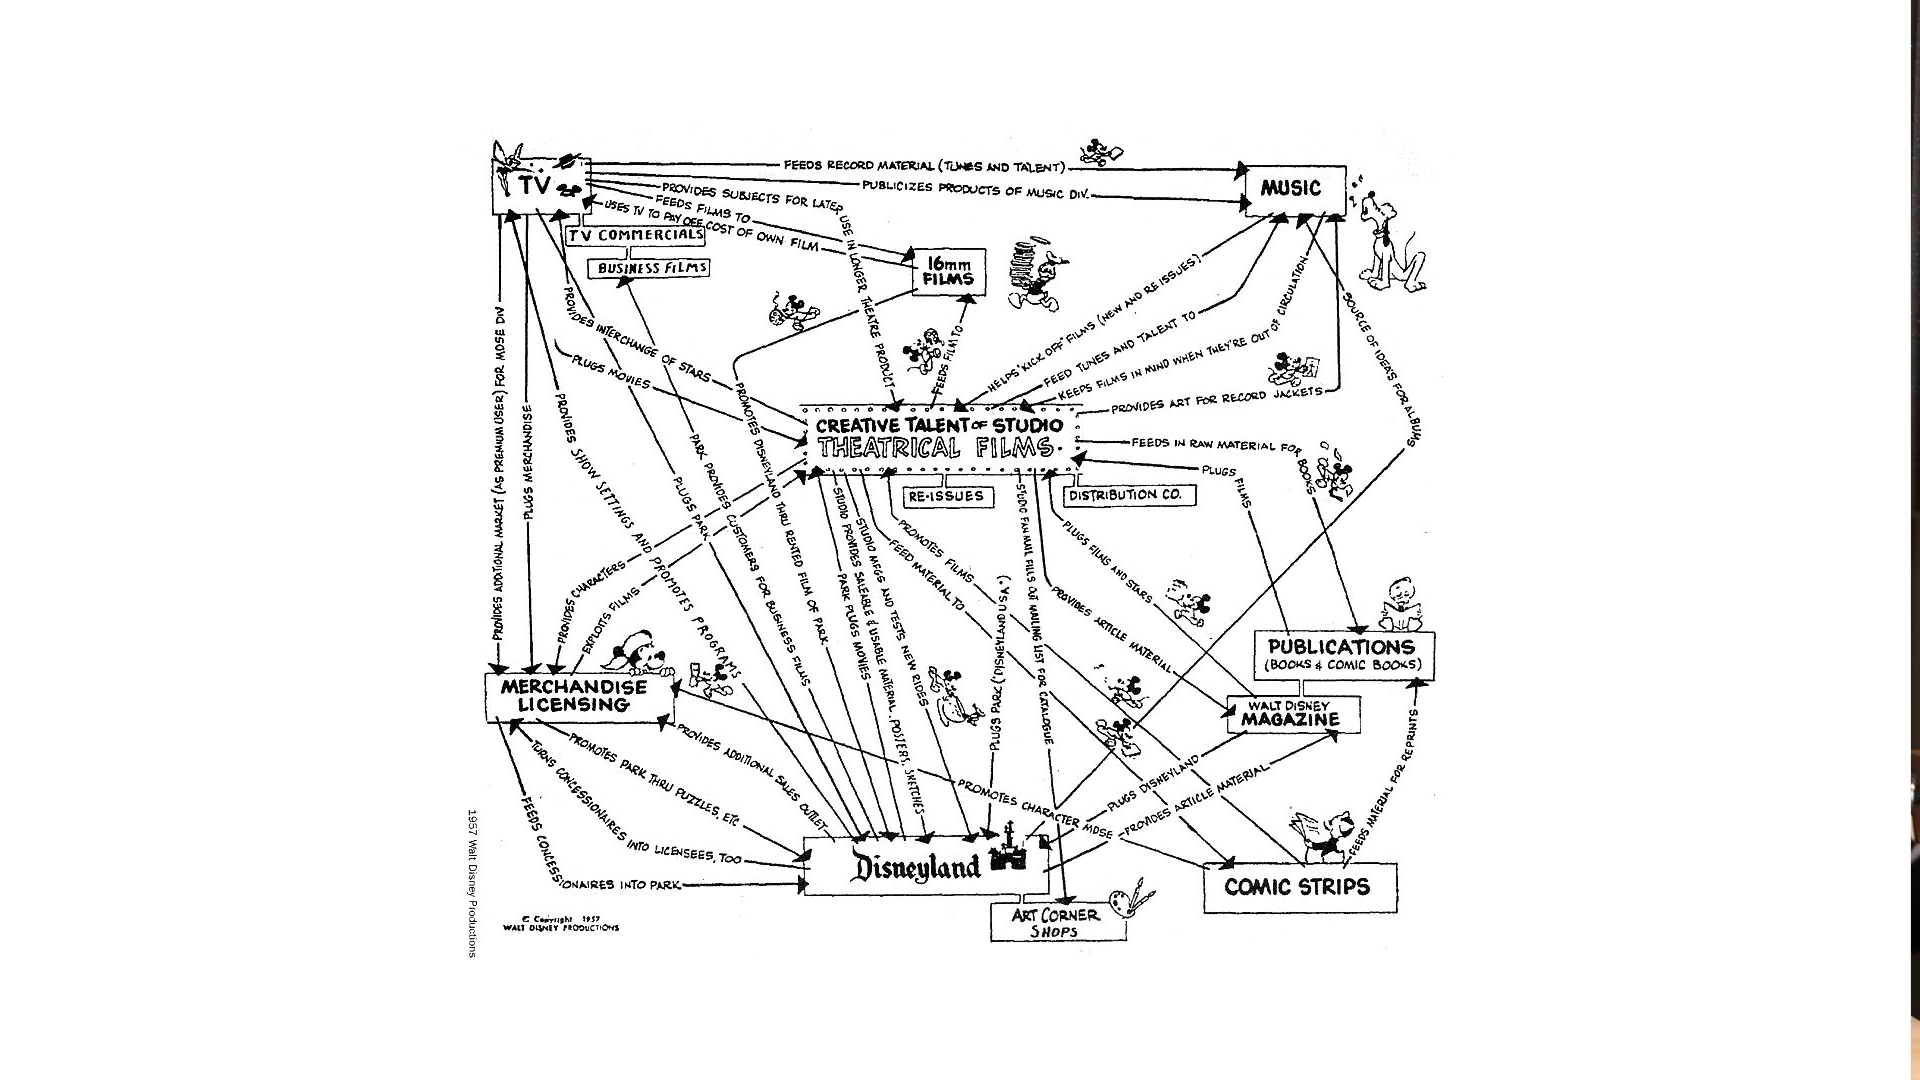 TV
FEEDS RECORD MATERIAL (TUNES AND TALENT)
PUBLICIZES PRODUCTS OF MUSIC DIV.
MUSIC
PROVIDES SUBJECTS FOR LATER USE IN LONGER THEATRE PRODUCT
FEEDS FILMS TO
USES TV TO PAY OFF COST OF OWN FILM
TV COMMERCIALS
BUSINESS FILMS
16mm
FILMS
PROVIDES INTERCHANGE OF STARS
PLUGS MOVIES
PROMOTES DISNEYLAND THRU RENTED FILM OF PARK
FEEDS FILM TO
HELPS "KICK OFF" FILMS (NEW AND RE ISSUES)
FEED TUNES AND TALENT TO
KEEPS FILMS IN MIND WHEN THEY'RE OUT OF CIRCULATION
PROVIDES ART FOR RECORD JACKETS
SOURCE OF IDEAS FOR ALBUMS
PROVIDES ADDITIONAL MARKET (AS PREMIUM USER) FOR MDSE DIV
PLUGS MERCHANDISE
PROVIDES SHOW SETTINGS AND PROMOTES PROGRAMS
PLUGS PARK
PARK PROVIDES CUSTOMERS FOR BUSINESS FILMS
CREATIVE TALENT OF STUDIO
THEATRICAL FILMS
RE-ISSUES
DISTRIBUTION CO.
FEEDS IN RAW MATERIAL FOR BOOKS
PLUGS FILMS
PROVIDES CHARACTERS
EXPLOITS FILMS
PARK PLUGS MOVIES
STUDIO PROVIDES SALEABLE & USABLE MATERIAL. POSTERS, SKETCHES
STUDIO MFGS AND TESTS NEW RIDES
FEED MATERIAL TO
PROMOTES FILMS
PLUGS PARK ("DISNEYLAND U.S.A.")
STUDIO FAN MAIL FILLS OUT MAILING LIST FOR CATALOGUE
PLUGS FILMS AND STARS
PROVIDES ARTICLE MATERIAL
PUBLICATIONS
(BOOKS & COMIC BOOKS)
WALT DISNEY
MAGAZINE
MERCHANDISE
LICENSING
PROVIDES ADDITIONAL SALES OUTLET
PROMOTES PARK THRU PUZZLES, ETC
TURNS CONCESSIONAIRES INTO LICENSEES, TOO
FEEDS CONCESSIONAIRES INTO PARK
PROMOTES CHARACTER MDSE
PLUGS DISNEYLAND
PROVIDES ARTICLE MATERIAL
FEEDS MATERIAL FOR REPRINTS
Disneyland
COMIC STRIPS
ART CORNER
SHOPS
© Copyright 1957
WALT DISNEY PRODUCTIONS
1957 Walt Disney Productions